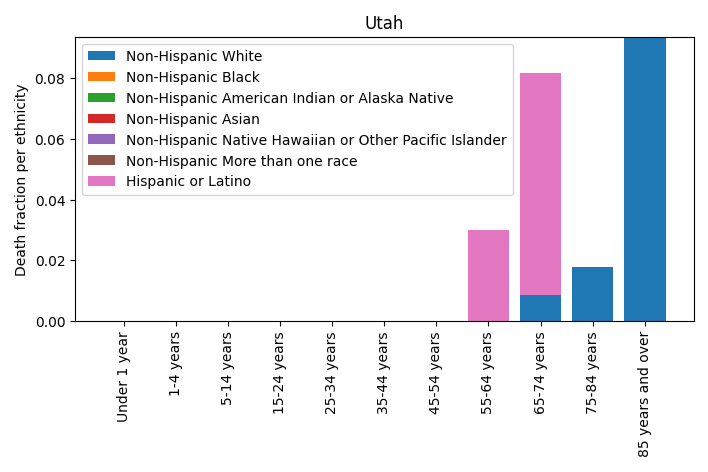 Utah
Death fraction per ethnicity
0.08
0.06
0.04
0.02
0.00
Non-Hispanic White
Non-Hispanic Black
Non-Hispanic American Indian or Alaska Native
Non-Hispanic Asian
Non-Hispanic Native Hawaiian or Other Pacific Islander
Non-Hispanic More than one race
Hispanic or Latino
Under 1 year
1-4 years
5-14 years
15-24 years
25-34 years
35-44 years
45-54 years
55-64 years
65-74 years
75-84 years
85 years and over